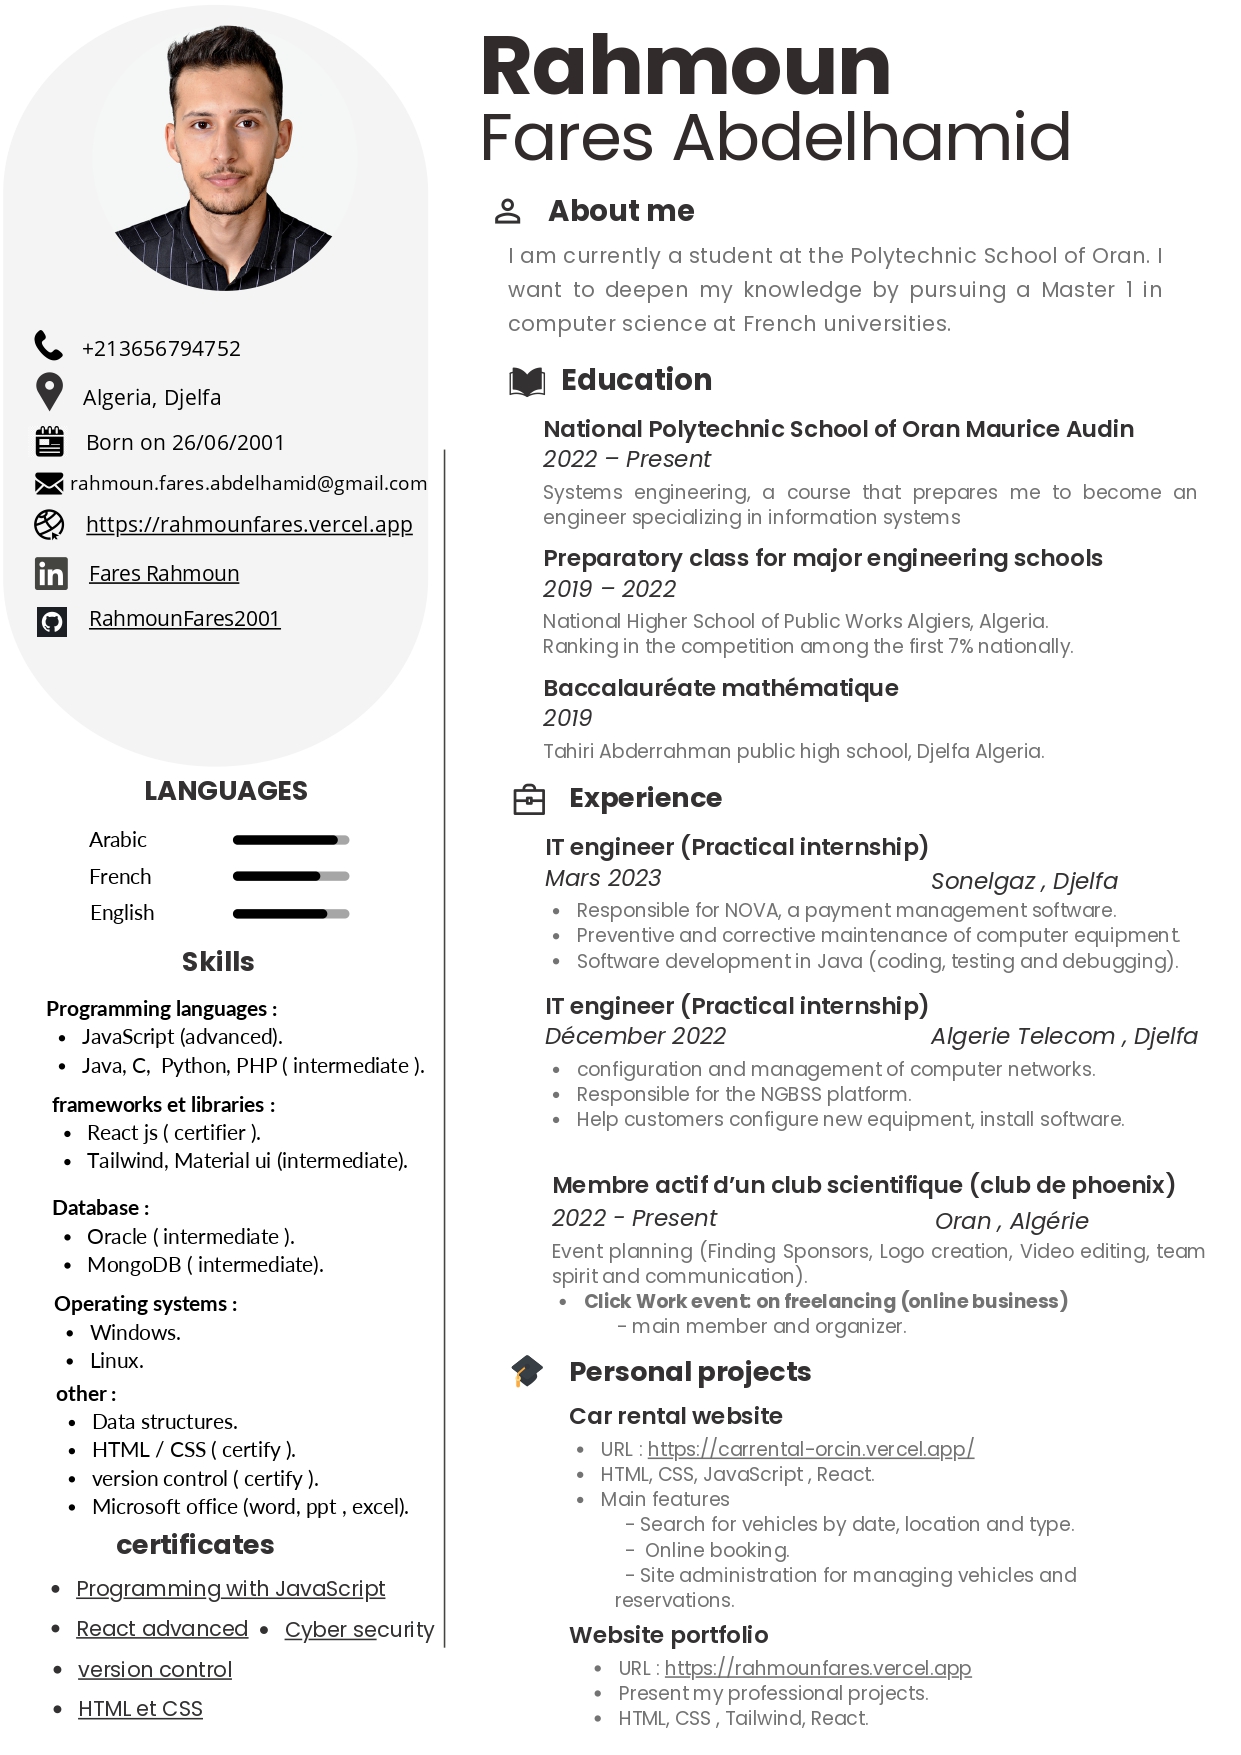 Rahmoun
Fares Abdelhamid
+213656794752
Algeria, Djelfa
Born on 26/06/2001
rahmoun.fares.abdelhamid@gmail.com
https://rahmounfares.vercel.app
in Fares Rahmoun
RahmounFares2001
LANGUAGES
Arabic
French
English
Skills
Programming languages :
• JavaScript (advanced).
• Java, C, Python, PHP ( intermediate ).
frameworks et libraries :
• React js ( certifier ).
• Tailwind, Material ui (intermediate).
Database :
• Oracle ( intermediate ).
• MongoDB ( intermediate).
Operating systems :
• Windows.
• Linux.
other :
• Data structures.
• HTML / CSS ( certify ).
• version control ( certify ).
• Microsoft office (word, ppt , excel).
certificates
• Programming with JavaScript
• React advanced • Cyber security
• version control
• HTML et CSS
About me
I am currently a student at the Polytechnic School of Oran. I
want to deepen my knowledge by pursuing a Master 1 in
computer science at French universities.
Education
National Polytechnic School of Oran Maurice Audin
2022 – Present
Systems engineering, a course that prepares me to become an
engineer specializing in information systems
Preparatory class for major engineering schools
2019 – 2022
National Higher School of Public Works Algiers, Algeria.
Ranking in the competition among the first 7% nationally.
Baccalauréate mathématique
2019
Tahiri Abderrahman public high school, Djelfa Algeria.
Experience
IT engineer (Practical internship)
Mars 2023 Sonelgaz , Djelfa
• Responsible for NOVA, a payment management software.
• Preventive and corrective maintenance of computer equipment.
• Software development in Java (coding, testing and debugging).
IT engineer (Practical internship)
Décember 2022 Algerie Telecom , Djelfa
• configuration and management of computer networks.
• Responsible for the NGBSS platform.
• Help customers configure new equipment, install software.
Membre actif d’un club scientifique (club de phoenix)
2022 - Present Oran , Algérie
Event planning (Finding Sponsors, Logo creation, Video editing, team
spirit and communication).
• Click Work event: on freelancing (online business)
- main member and organizer.
Personal projects
Car rental website
• URL : https://carrental-orcin.vercel.app/
• HTML, CSS, JavaScript , React.
• Main features
- Search for vehicles by date, location and type.
- Online booking.
- Site administration for managing vehicles and
reservations.
Website portfolio
• URL : https://rahmounfares.vercel.app
• Present my professional projects.
• HTML, CSS , Tailwind, React.